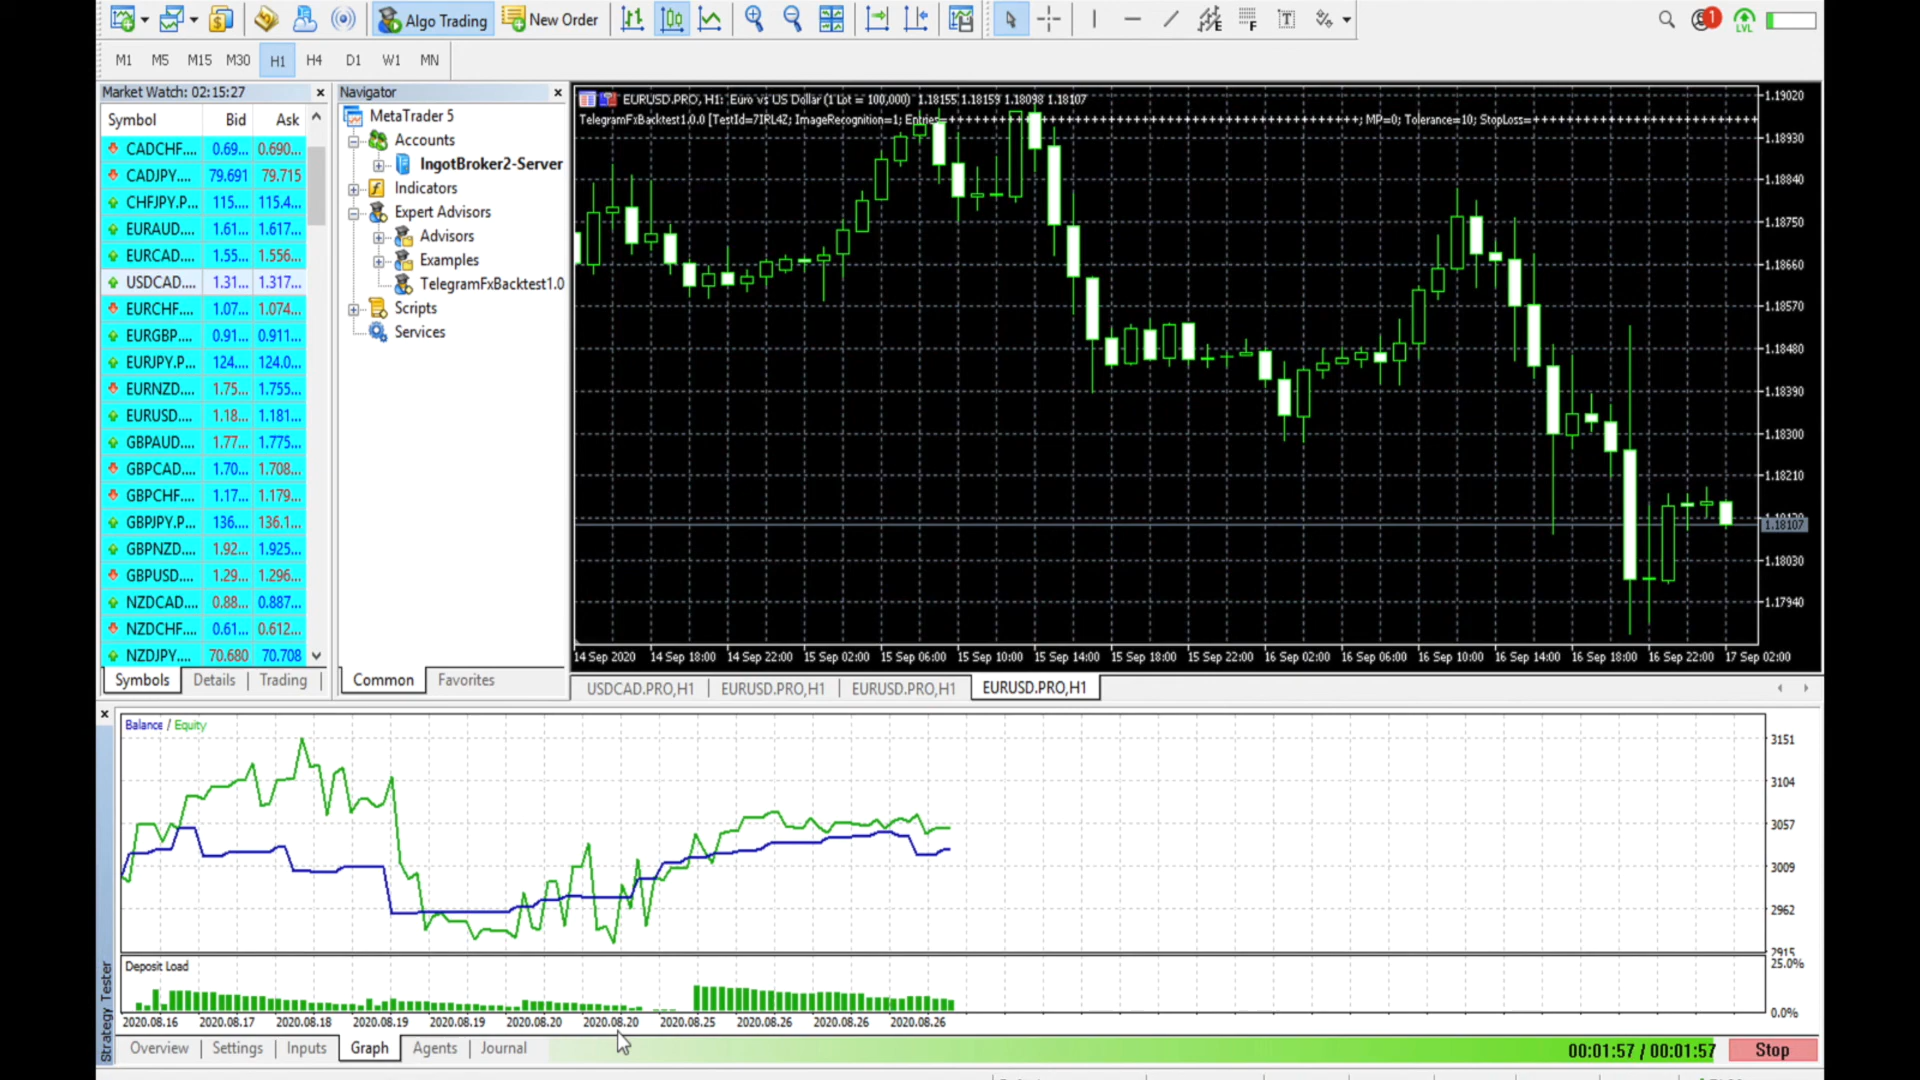 Algo Trading New Order
1
LVL
M1 M5 M15 M30 H1 H4 D1 W1 MN
Market Watch: 02:15:27
Symbol Bid Ask
CADCHF.... 0.69... 0.690...
CADJPY.... 79.691 79.715
CHFJPY.P... 115.... 115.4...
EURAUD.... 1.61... 1.617...
EURCAD.... 1.55... 1.556...
USDCAD.... 1.31... 1.317...
EURCHF.... 1.07... 1.074...
EURGBP.... 0.91... 0.911...
EURJPY.P... 124.... 124.0...
EURNZD.... 1.75... 1.755...
EURUSD.... 1.18... 1.181...
GBPAUD.... 1.77... 1.775...
GBPCAD.... 1.70... 1.708...
GBPCHF.... 1.17... 1.179...
GBPJPY.P... 136.... 136.1...
GBPNZD.... 1.92... 1.925...
GBPUSD.... 1.29... 1.296...
NZDCAD.... 0.88... 0.887...
NZDCHF.... 0.61... 0.612...
NZDJPY.... 70.680 70.708
Symbols Details Trading
Navigator
MetaTrader 5
Accounts
IngotBroker2-Server
Indicators
Expert Advisors
Advisors
Examples
TelegramFxBacktest1.0
Scripts
Services
Common Favorites
EURUSD.PRO, H1: Euro vs US Dollar (1 Lot = 100,000) 1.18155 1.18159 1.18098 1.18107
TelegramFxBacktest1.0.0 [TestId=7IRL4Z; ImageRecognition=1; Entries=
; MP=0; Tolerance=10; StopLoss=
1.19020
1.18930
1.18840
1.18750
1.18660
1.18570
1.18480
1.18390
1.18300
1.18210
1.18107
1.18030
1.17940
14 Sep 2020 14 Sep 18:00 14 Sep 22:00 15 Sep 02:00 15 Sep 06:00 15 Sep 10:00 15 Sep 14:00 15 Sep 18:00 15 Sep 22:00 16 Sep 02:00 16 Sep 06:00 16 Sep 10:00 16 Sep 14:00 16 Sep 18:00 16 Sep 22:00 17 Sep 02:00
USDCAD.PRO,H1 EURUSD.PRO,H1 EURUSD.PRO,H1 EURUSD.PRO,H1
Balance / Equity
3151
3104
3057
3009
2962
2915
Deposit Load
25.0%
0.0%
2020.08.16 2020.08.17 2020.08.18 2020.08.19 2020.08.19 2020.08.20 2020.08.20 2020.08.25 2020.08.26 2020.08.26 2020.08.26
Strategy Tester
Overview Settings Inputs Graph Agents Journal
00:01:57 / 00:01:57 Stop